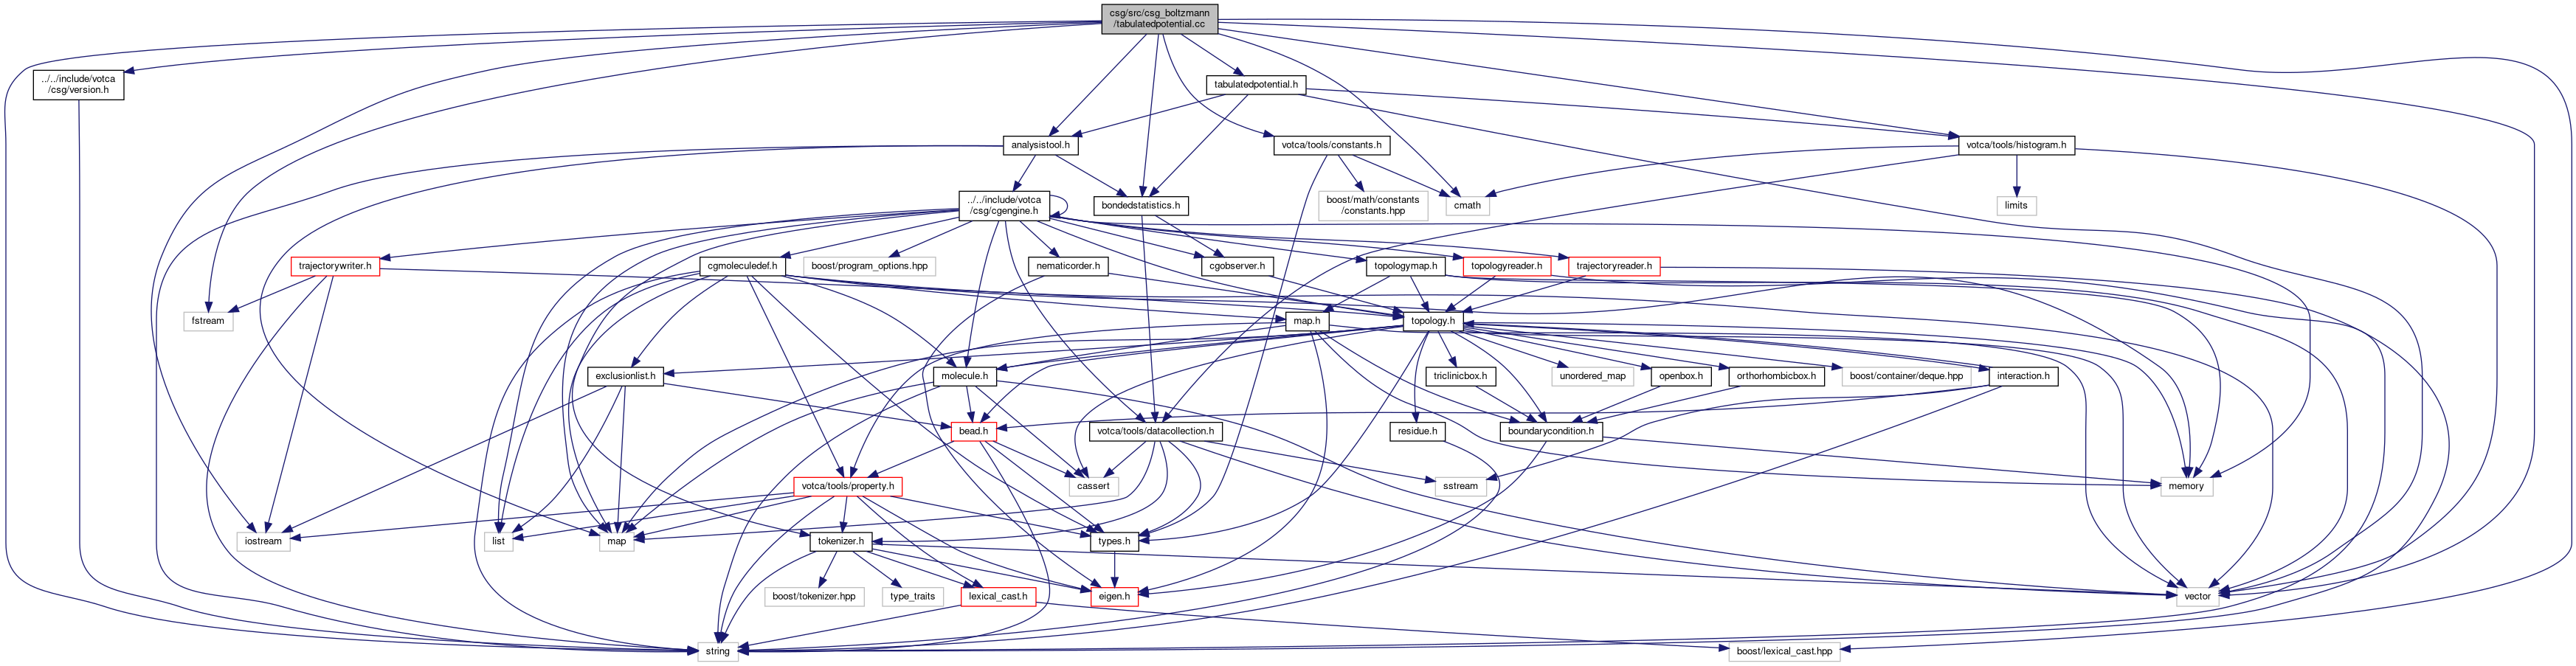 csg/src/csg_boltzmann
/tabulatedpotential.cc
../../include/votca
/csg/version.h
tabulatedpotential.h
analysistool.h
votca/tools/constants.h
votca/tools/histogram.h
../../include/votca
/csg/cgengine.h
bondedstatistics.h
boost/math/constants
/constants.hpp
cmath
limits
trajectorywriter.h
cgmoleculedef.h
boost/program_options.hpp
nematicorder.h
cgobserver.h
topologymap.h
topologyreader.h
trajectoryreader.h
fstream
map.h
topology.h
exclusionlist.h
molecule.h
triclinicbox.h
unordered_map
openbox.h
orthorhombicbox.h
boost/container/deque.hpp
interaction.h
bead.h
votca/tools/datacollection.h
residue.h
boundarycondition.h
votca/tools/property.h
cassert
sstream
memory
iostream
list
map
tokenizer.h
types.h
boost/tokenizer.hpp
type_traits
lexical_cast.h
eigen.h
vector
string
boost/lexical_cast.hpp